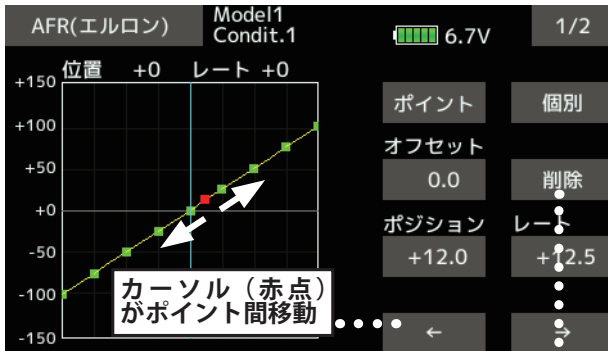 AFR(エルロン)
Model1
Condit.1
6.7V
1/2
位置 +0 レート +0
+150
+100
+50
+0
-50
-100
-150
ポイント
個別
オフセット
0.0
削除
ポジション
レート
+12.0
+12.5
カーソル（赤点）
がポイント間移動
←
→